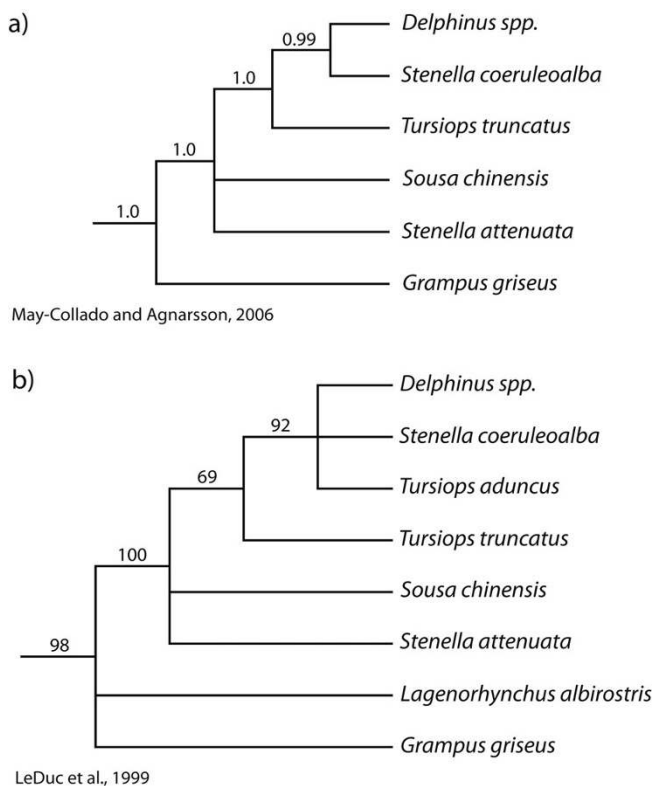 a)
Delphinus spp.
0.99
Stenella coeruleoalba
1.0
Tursiops truncatus
1.0
Sousa chinensis
1.0
Stenella attenuata
Grampus griseus
May-Collado and Agnarsson, 2006
b)
Delphinus spp.
92
Stenella coeruleoalba
69
Tursiops aduncus
Tursiops truncatus
100
Sousa chinensis
98
Stenella attenuata
Lagenorhynchus albirostris
Grampus griseus
LeDuc et al., 1999